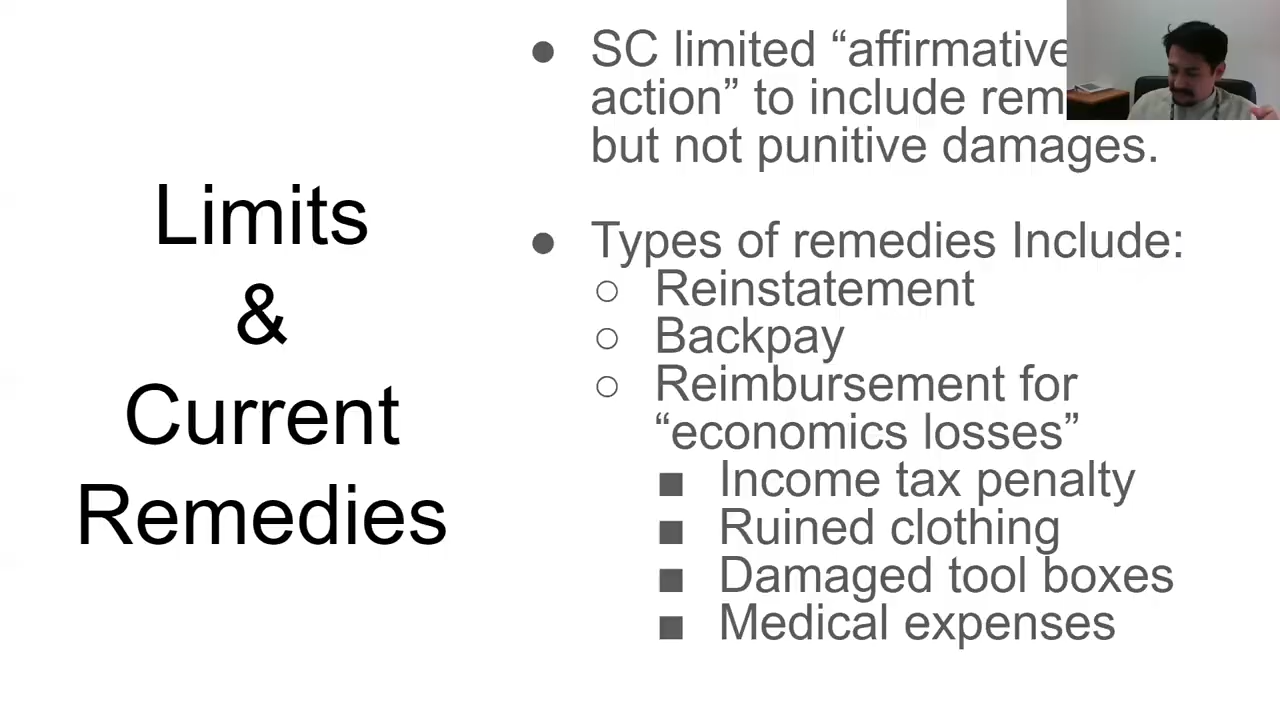 Limits
&
Current
Remedies
● SC limited “affirmative
action” to include rem
but not punitive damages.
● Types of remedies Include:
○ Reinstatement
○ Backpay
○ Reimbursement for
“economics losses”
■ Income tax penalty
■ Ruined clothing
■ Damaged tool boxes
■ Medical expenses